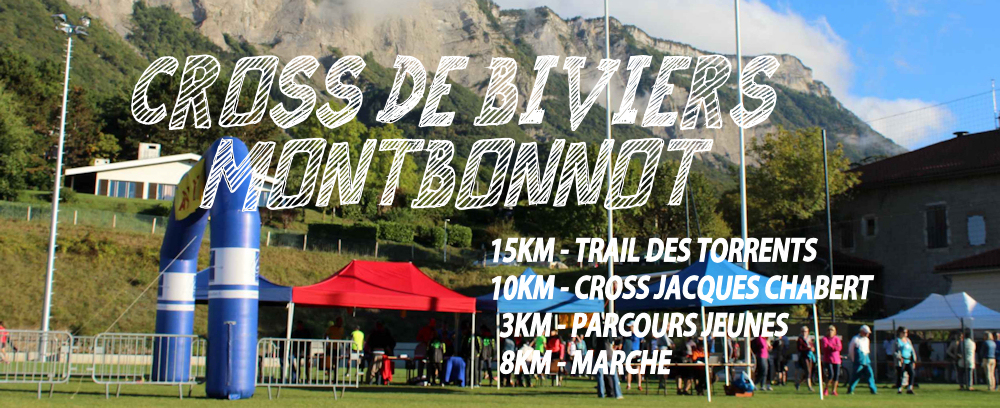 CROSS DE BIVIERS
MONTBONNOT
15KM - TRAIL DES TORRENTS
10KM - CROSS JACQUES CHABERT
3KM - PARCOURS JEUNES
8KM - MARCHE